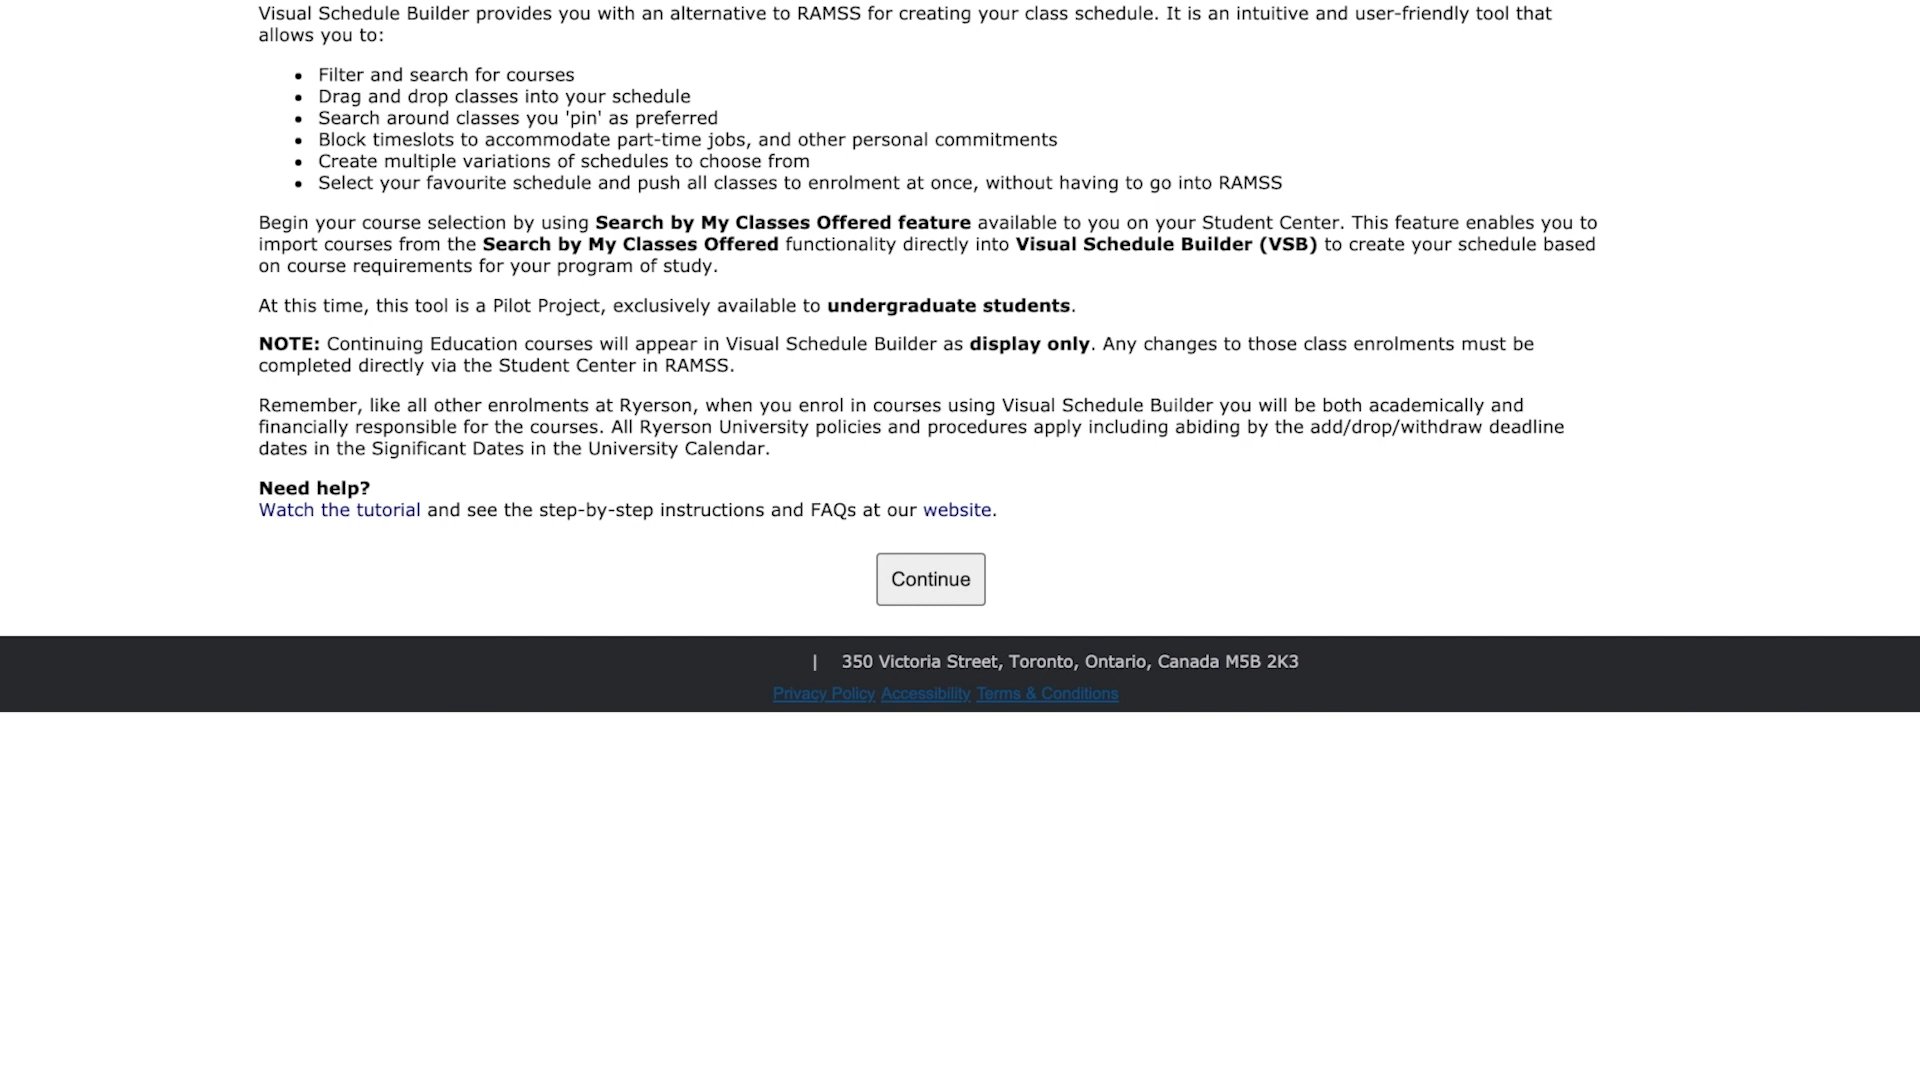 Visual Schedule Builder provides you with an alternative to RAMSS for creating your class schedule. It is an intuitive and user-friendly tool that
allows you to:
• Filter and search for courses
• Drag and drop classes into your schedule
• Search around classes you 'pin' as preferred
• Block timeslots to accommodate part-time jobs, and other personal commitments
• Create multiple variations of schedules to choose from
• Select your favourite schedule and push all classes to enrolment at once, without having to go into RAMSS
Begin your course selection by using Search by My Classes Offered feature available to you on your Student Center. This feature enables you to
import courses from the Search by My Classes Offered functionality directly into Visual Schedule Builder (VSB) to create your schedule based
on course requirements for your program of study.
At this time, this tool is a Pilot Project, exclusively available to undergraduate students.
NOTE: Continuing Education courses will appear in Visual Schedule Builder as display only. Any changes to those class enrolments must be
completed directly via the Student Center in RAMSS.
Remember, like all other enrolments at Ryerson, when you enrol in courses using Visual Schedule Builder you will be both academically and
financially responsible for the courses. All Ryerson University policies and procedures apply including abiding by the add/drop/withdraw deadline
dates in the Significant Dates in the University Calendar.
Need help?
Watch the tutorial and see the step-by-step instructions and FAQs at our website.
Continue
| 350 Victoria Street, Toronto, Ontario, Canada M5B 2K3
Privacy Policy Accessibility Terms & Conditions